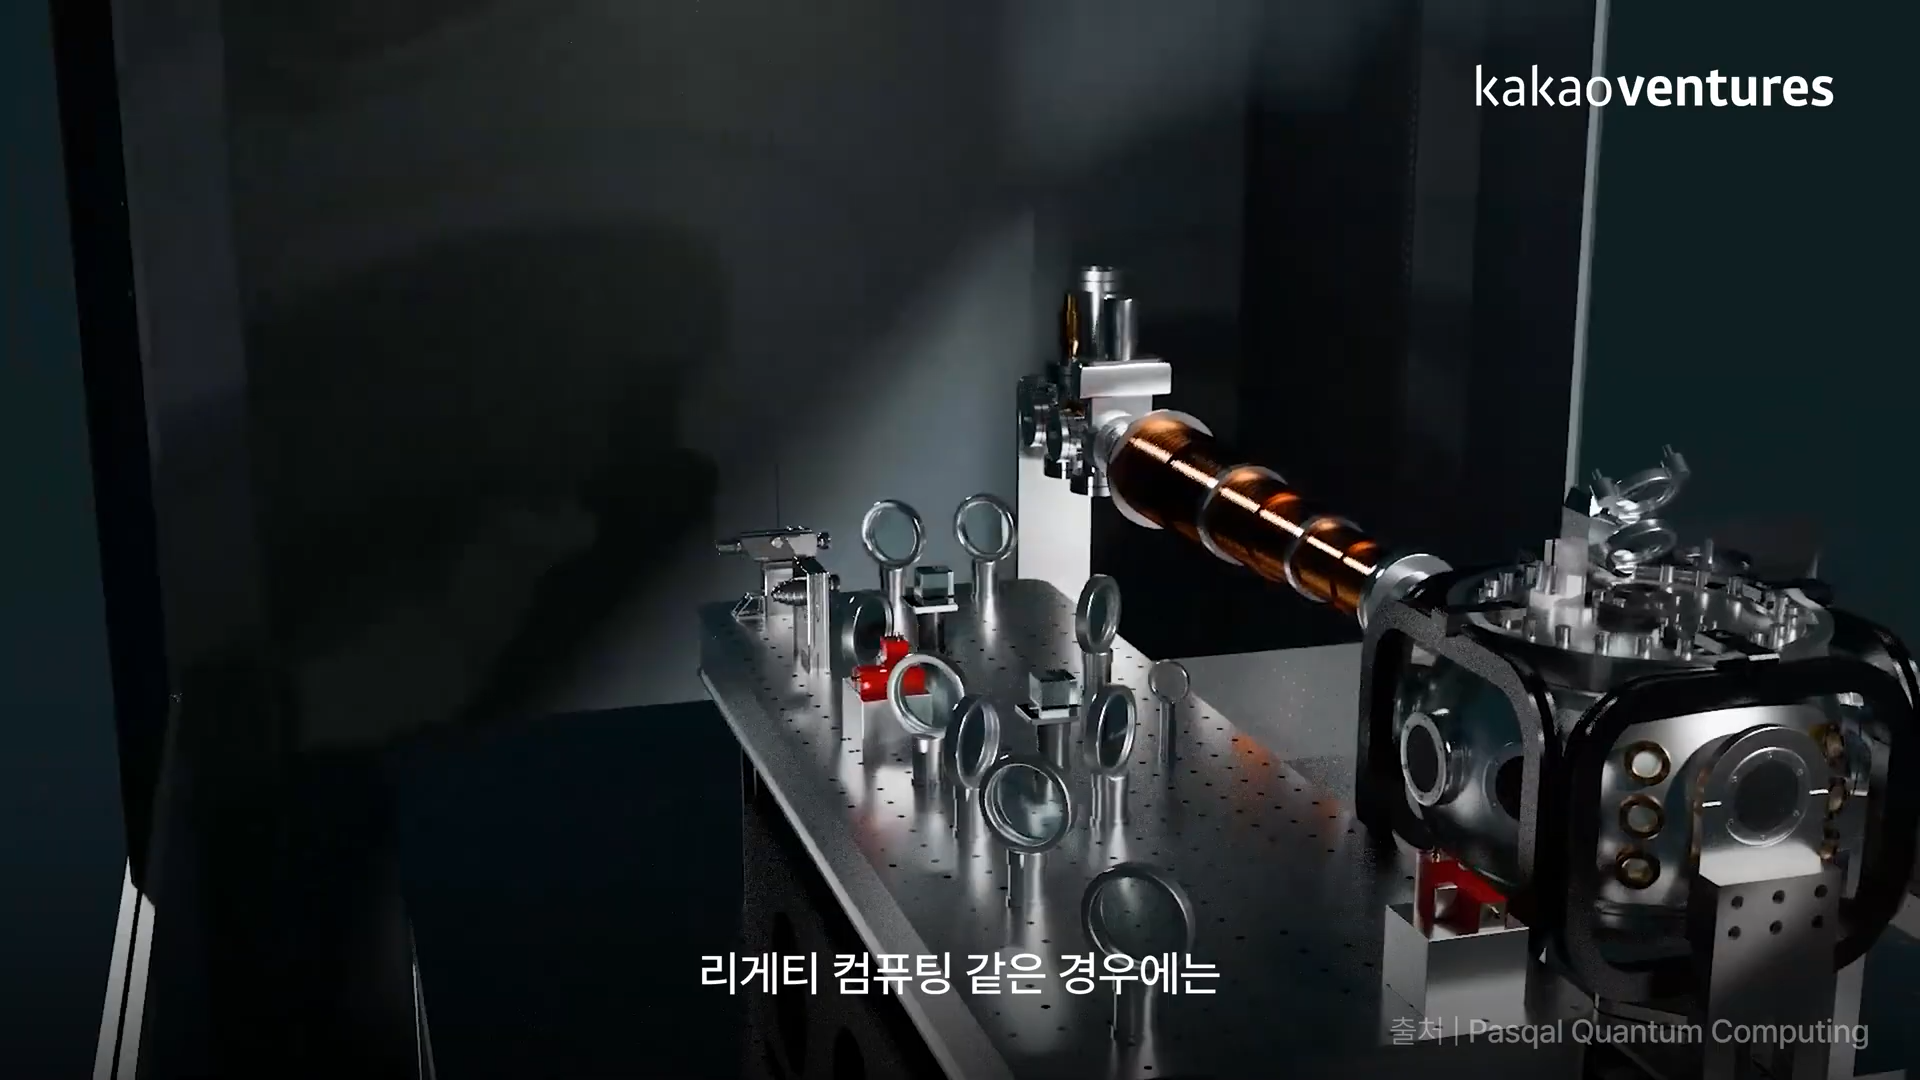 kakaoventures
리게티 컴퓨팅 같은 경우에는
출처 | Pasqal Quantum Computing